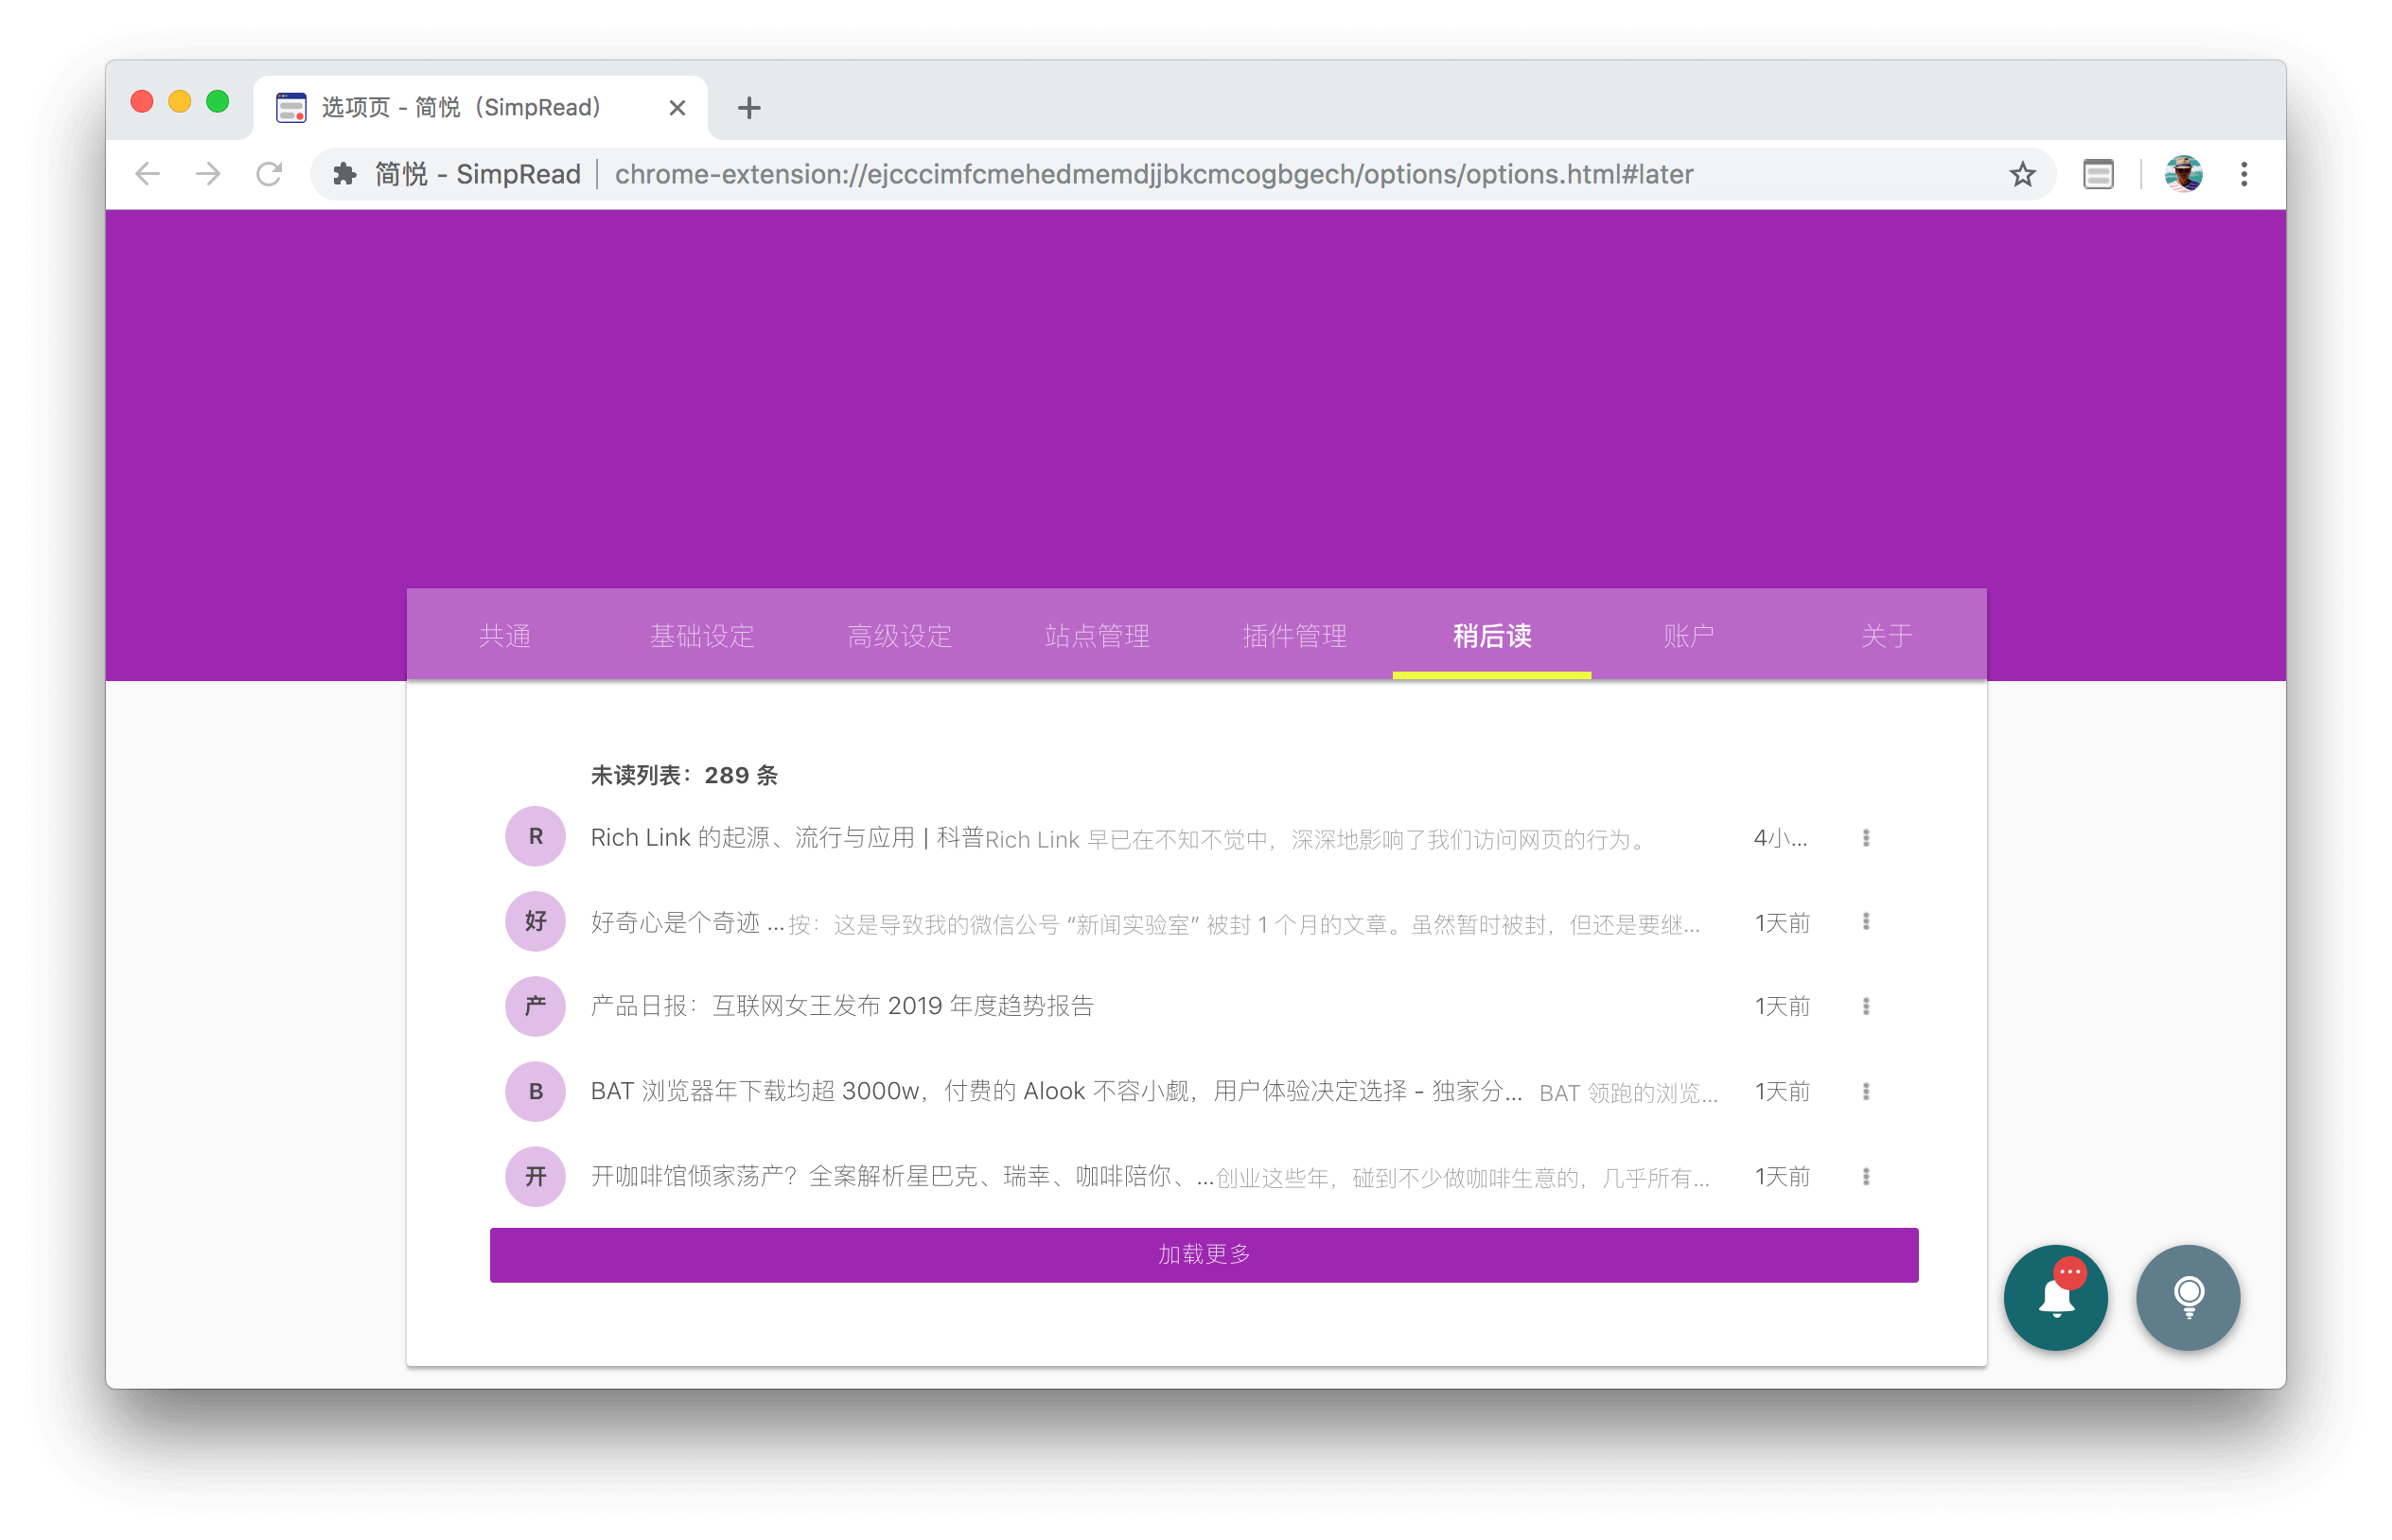 选项页 - 简悦（SimpRead）
简悦 - SimpRead chrome-extension://ejcccimfcmehedmemdjjbkcmcogbgech/options/options.html#later
共通 基础设定 高级设定 站点管理 插件管理 稍后读 账户 关于
未读列表：289 条
R Rich Link 的起源、流行与应用 | 科普Rich Link 早已在不知不觉中，深深地影响了我们访问网页的行为。 4小...
好 好奇心是个奇迹 ...按：这是导致我的微信公号 “新闻实验室” 被封 1 个月的文章。虽然暂时被封，但还是要继... 1天前
产 产品日报：互联网女王发布 2019 年度趋势报告 1天前
B BAT 浏览器年下载均超 3000w，付费的 Alook 不容小觑，用户体验决定选择 - 独家分... BAT 领跑的浏览... 1天前
开 开咖啡馆倾家荡产？全案解析星巴克、瑞幸、咖啡陪你、...创业这些年，碰到不少做咖啡生意的，几乎所有... 1天前
加载更多